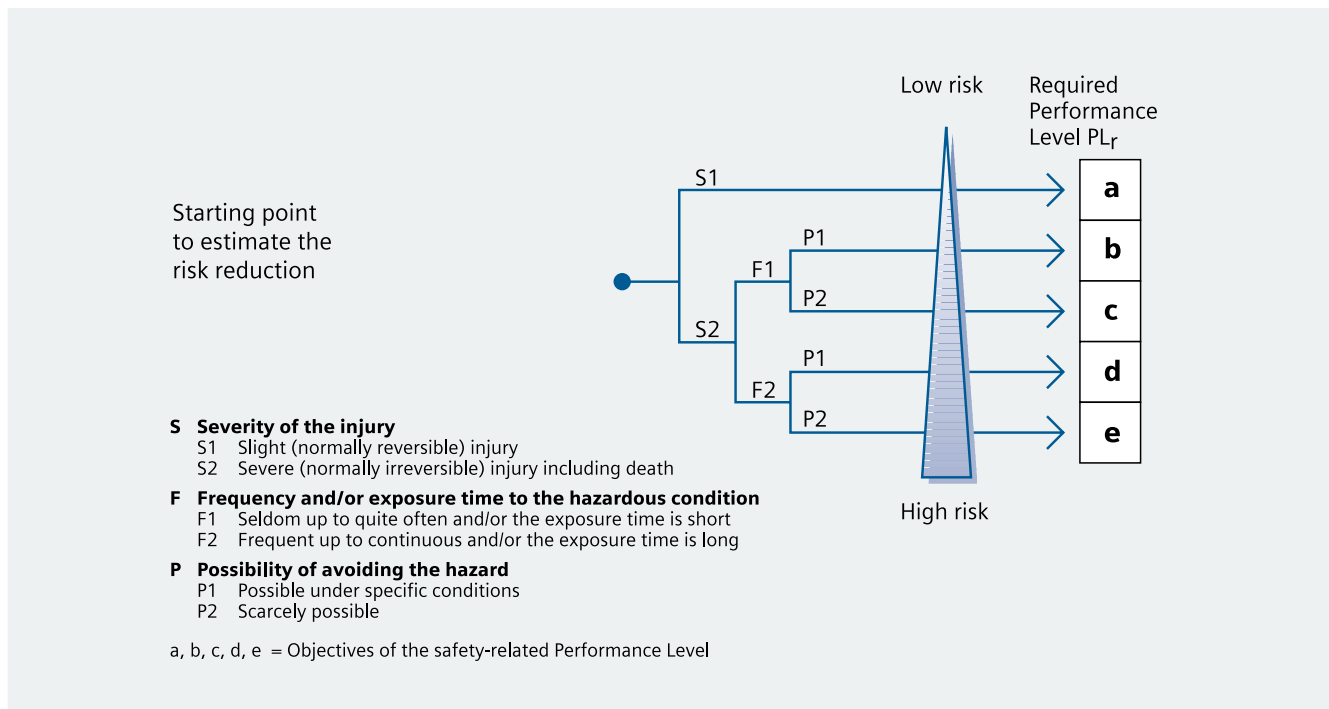 Low risk
Required
Performance
Level PLr
S1
a
Starting point
to estimate the
risk reduction
P1
b
F1
P2
c
S2
P1
d
F2
P2
e
S Severity of the injury
S1 Slight (normally reversible) injury
S2 Severe (normally irreversible) injury including death
F Frequency and/or exposure time to the hazardous condition
F1 Seldom up to quite often and/or the exposure time is short
F2 Frequent up to continuous and/or the exposure time is long
High risk
P Possibility of avoiding the hazard
P1 Possible under specific conditions
P2 Scarcely possible
a, b, c, d, e = Objectives of the safety-related Performance Level